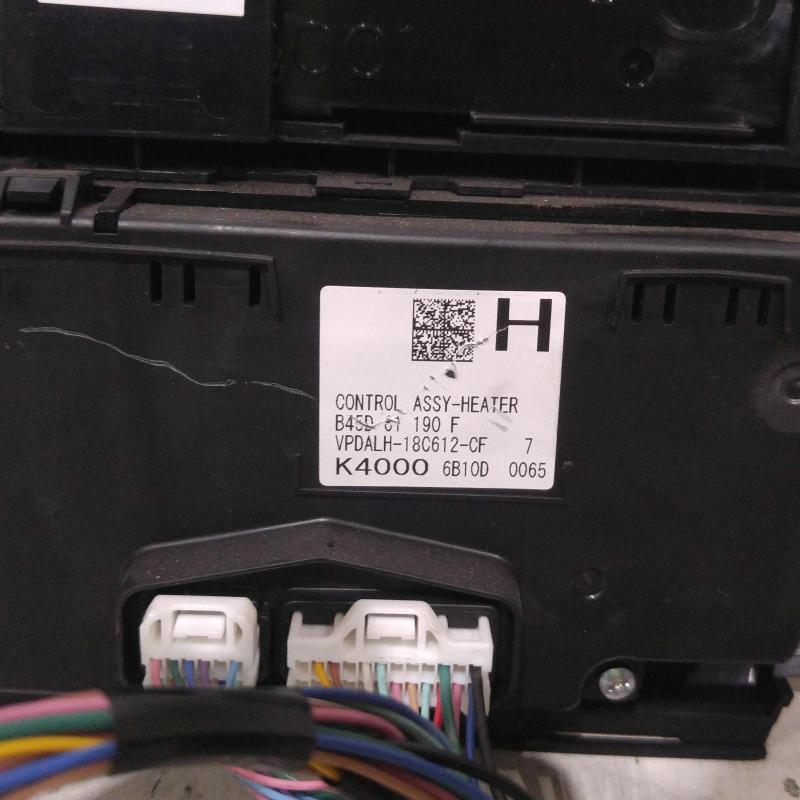 H
CONTROL ASSY-HEATER
B45D 61 190 F
VPDALH-18C612-CF 7
K4000 6B10D 0065